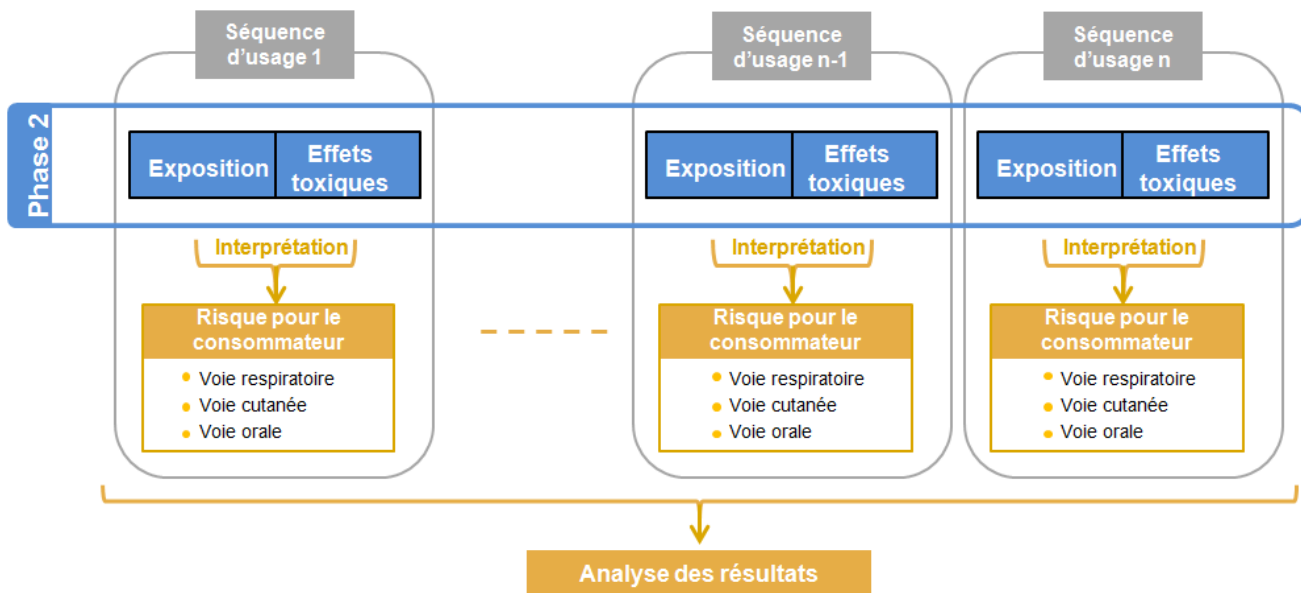 Séquence
d'usage 1
Séquence
d'usage n-1
Séquence
d'usage n
Phase 2
Exposition
Effets
toxiques
Exposition
Effets
toxiques
Exposition
Effets
toxiques
Interprétation
Interprétation
Interprétation
Risque pour le
consommateur
Voie respiratoire
Voie cutanée
Voie orale
Risque pour le
consommateur
Voie respiratoire
Voie cutanée
Voie orale
Risque pour le
consommateur
Voie respiratoire
Voie cutanée
Voie orale
Analyse des résultats